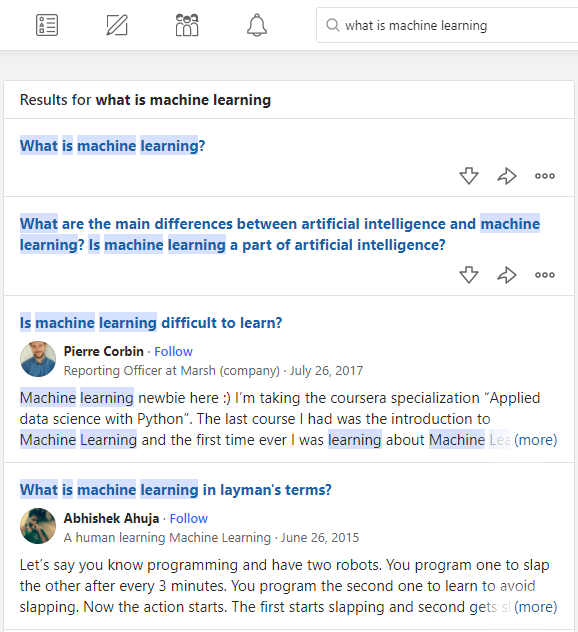 what is machine learning
Results for what is machine learning
What is machine learning?
What are the main differences between artificial intelligence and machine
learning? Is machine learning a part of artificial intelligence?
Is machine learning difficult to learn?
Pierre Corbin · Follow
Reporting Officer at Marsh (company) · July 26, 2017
Machine learning newbie here :) I’m taking the coursera specialization “Applied
data science with Python”. The last course I had was the introduction to
Machine Learning and the first time ever I was learning about Machine (more)
What is machine learning in layman's terms?
Abhishek Ahuja · Follow
A human learning Machine Learning · June 26, 2015
Let’s say you know programming and have two robots. You program one to slap
the other after every 3 minutes. You program the second one to learn to avoid
slapping. Now the action starts. The first starts slapping and second gets (more)